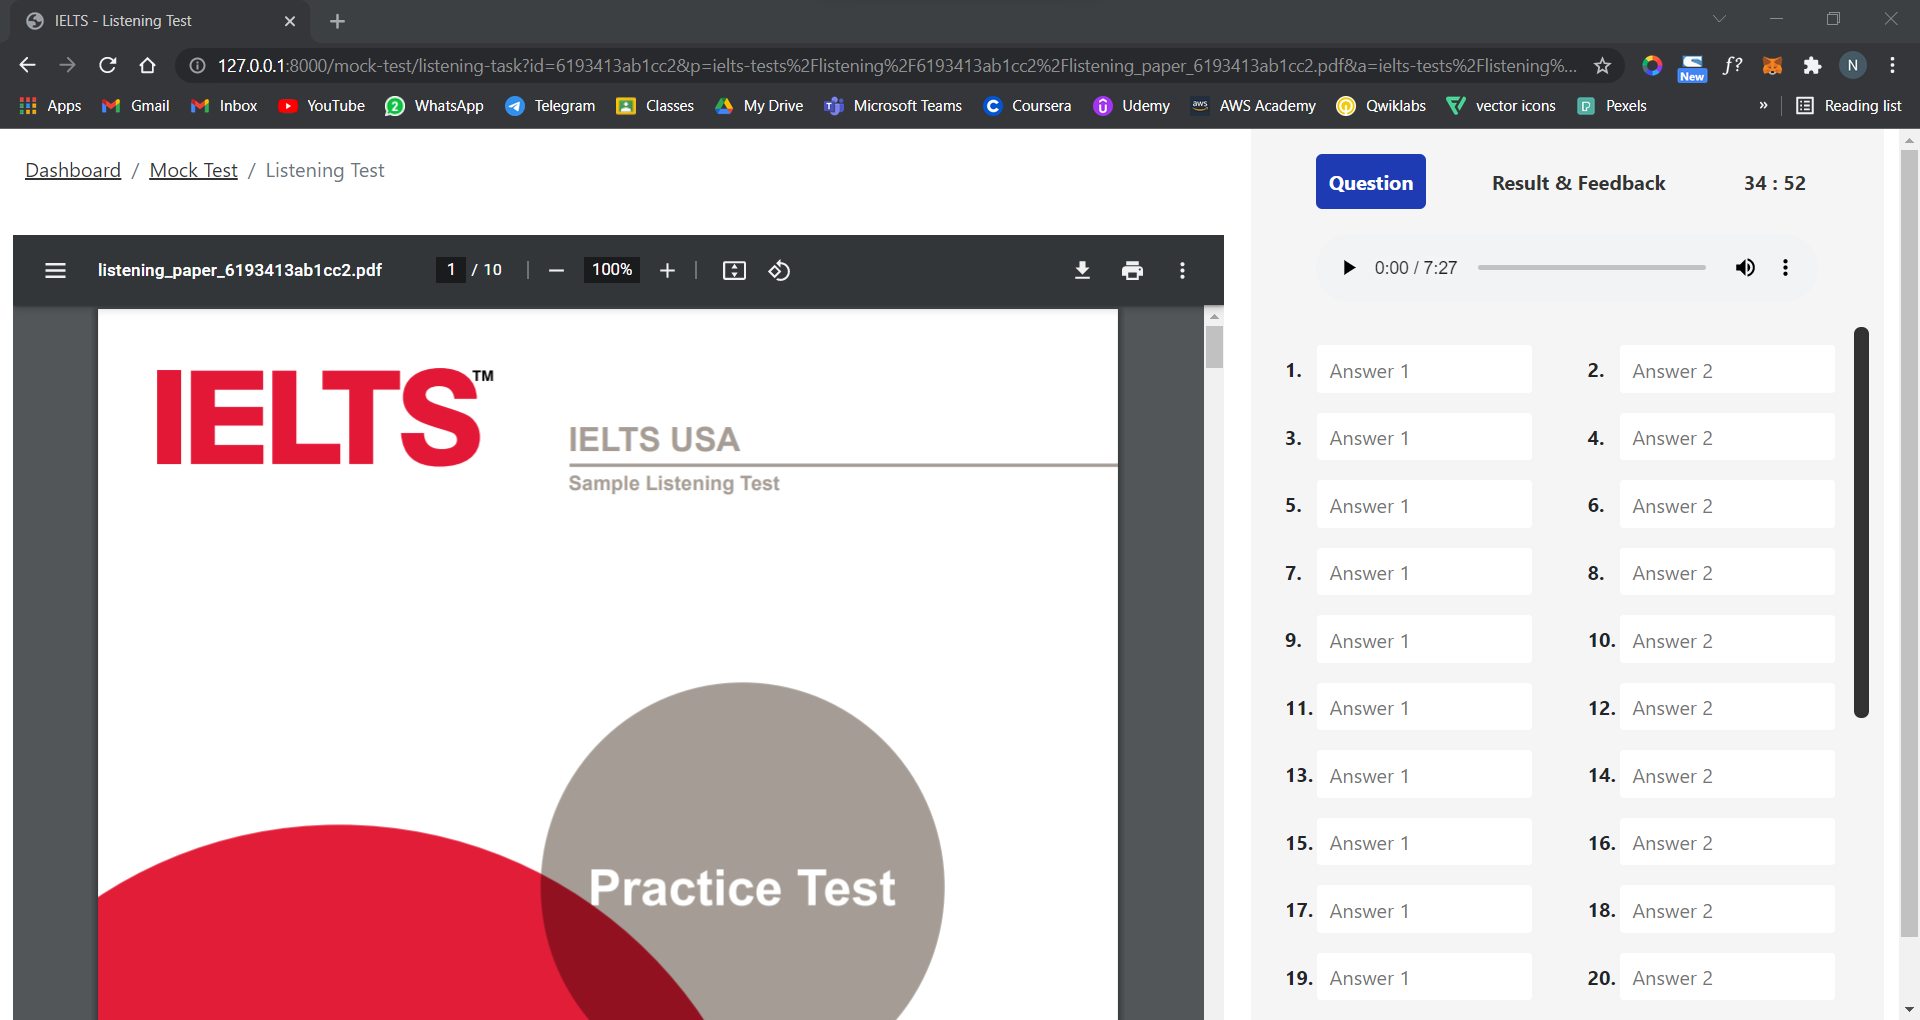 IELTS - Listening Test
127.0.0.1:8000/mock-test/listening-task?id=6193413ab1cc2&p=ielts-tests%2Flistening%2F6193413ab1cc2%2Flistening_paper_6193413ab1cc2.pdf&a=ielts-tests%2Flistening%...
New
f?
N
Apps Gmail Inbox YouTube 2 WhatsApp Telegram Classes My Drive Microsoft Teams Coursera Udemy aws AWS Academy Qwiklabs vector icons Pexels » Reading list
Dashboard / Mock Test / Listening Test
Question Result & Feedback 34 : 52
listening_paper_6193413ab1cc2.pdf 1 / 10 100%
0:00 / 7:27
IELTS™
IELTS USA
Sample Listening Test
Practice Test
1. Answer 1 2. Answer 2
3. Answer 1 4. Answer 2
5. Answer 1 6. Answer 2
7. Answer 1 8. Answer 2
9. Answer 1 10. Answer 2
11. Answer 1 12. Answer 2
13. Answer 1 14. Answer 2
15. Answer 1 16. Answer 2
17. Answer 1 18. Answer 2
19. Answer 1 20. Answer 2